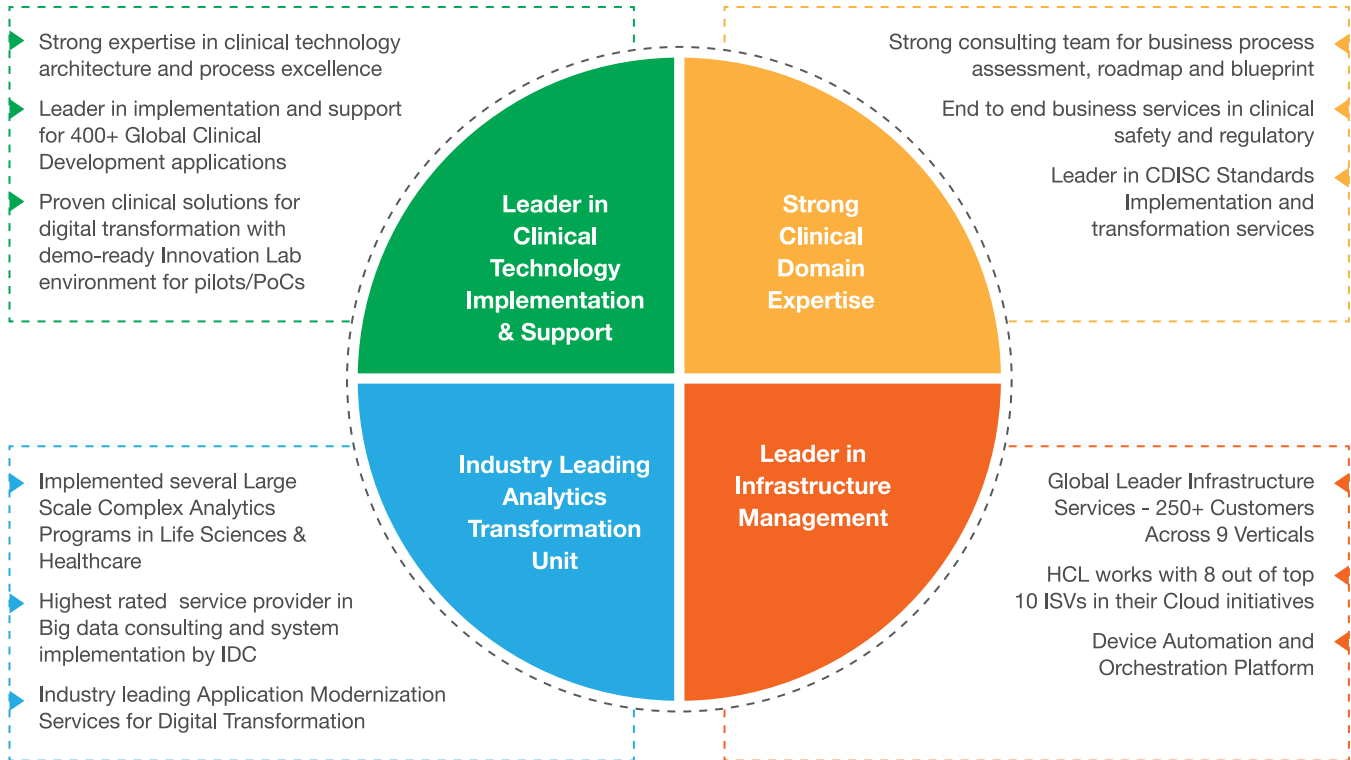 Strong expertise in clinical technology
architecture and process excellence
Leader in implementation and support
for 400+ Global Clinical
Development applications
Proven clinical solutions for
digital transformation with
demo-ready Innovation Lab
environment for pilots/PoCs
Leader in
Clinical
Technology
Implementation
& Support
Strong
Clinical
Domain
Expertise
Strong consulting team for business process
assessment, roadmap and blueprint
End to end business services in clinical
safety and regulatory
Leader in CDISC Standards
Implementation and
transformation services
Implemented several Large
Scale Complex Analytics
Programs in Life Sciences &
Healthcare
Highest rated  service provider in
Big data consulting and system
implementation by IDC
Industry leading Application Modernization
Services for Digital Transformation
Industry Leading
Analytics
Transformation
Unit
Leader in
Infrastructure
Management
Global Leader Infrastructure
Services - 250+ Customers
Across 9 Verticals
HCL works with 8 out of top
10 ISVs in their Cloud initiatives
Device Automation and
Orchestration Platform